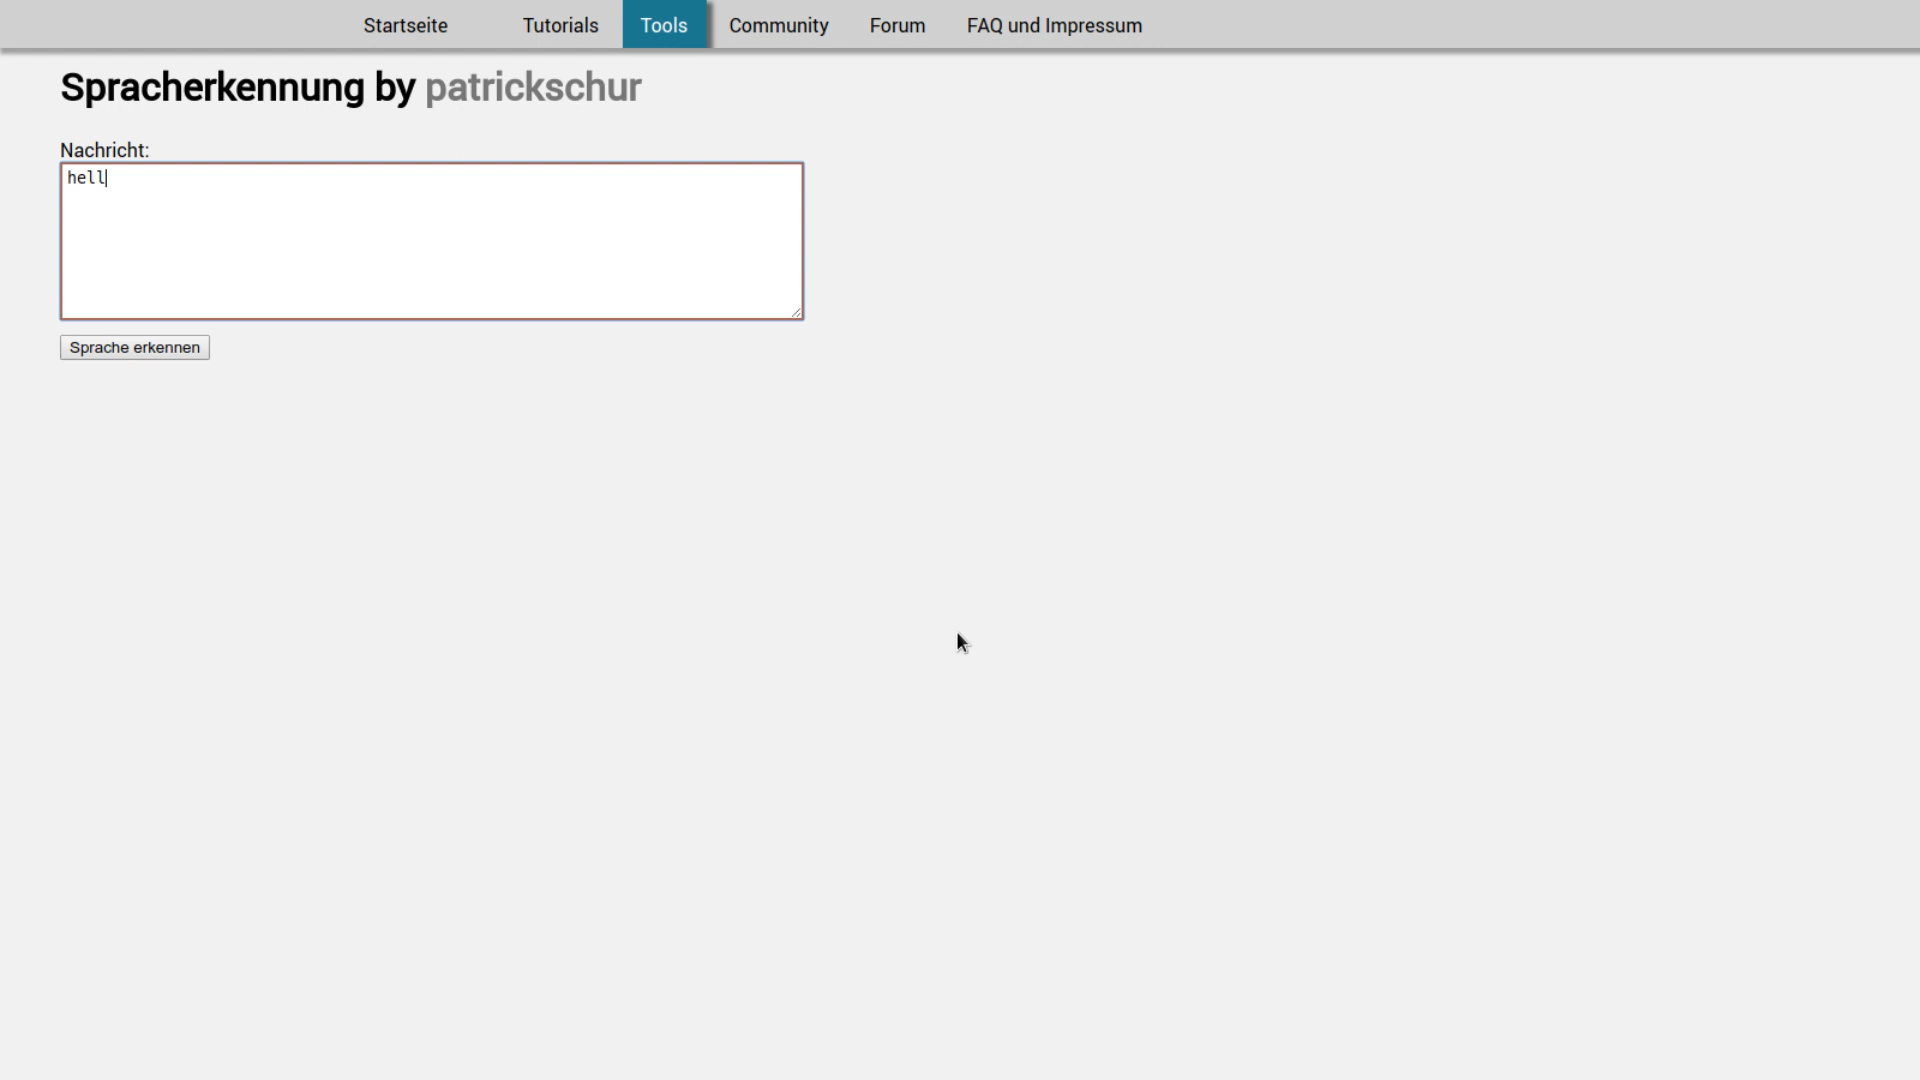 Startseite Tutorials Tools Community Forum FAQ und Impressum
Spracherkennung by patrickschur
Nachricht:
hell
Sprache erkennen